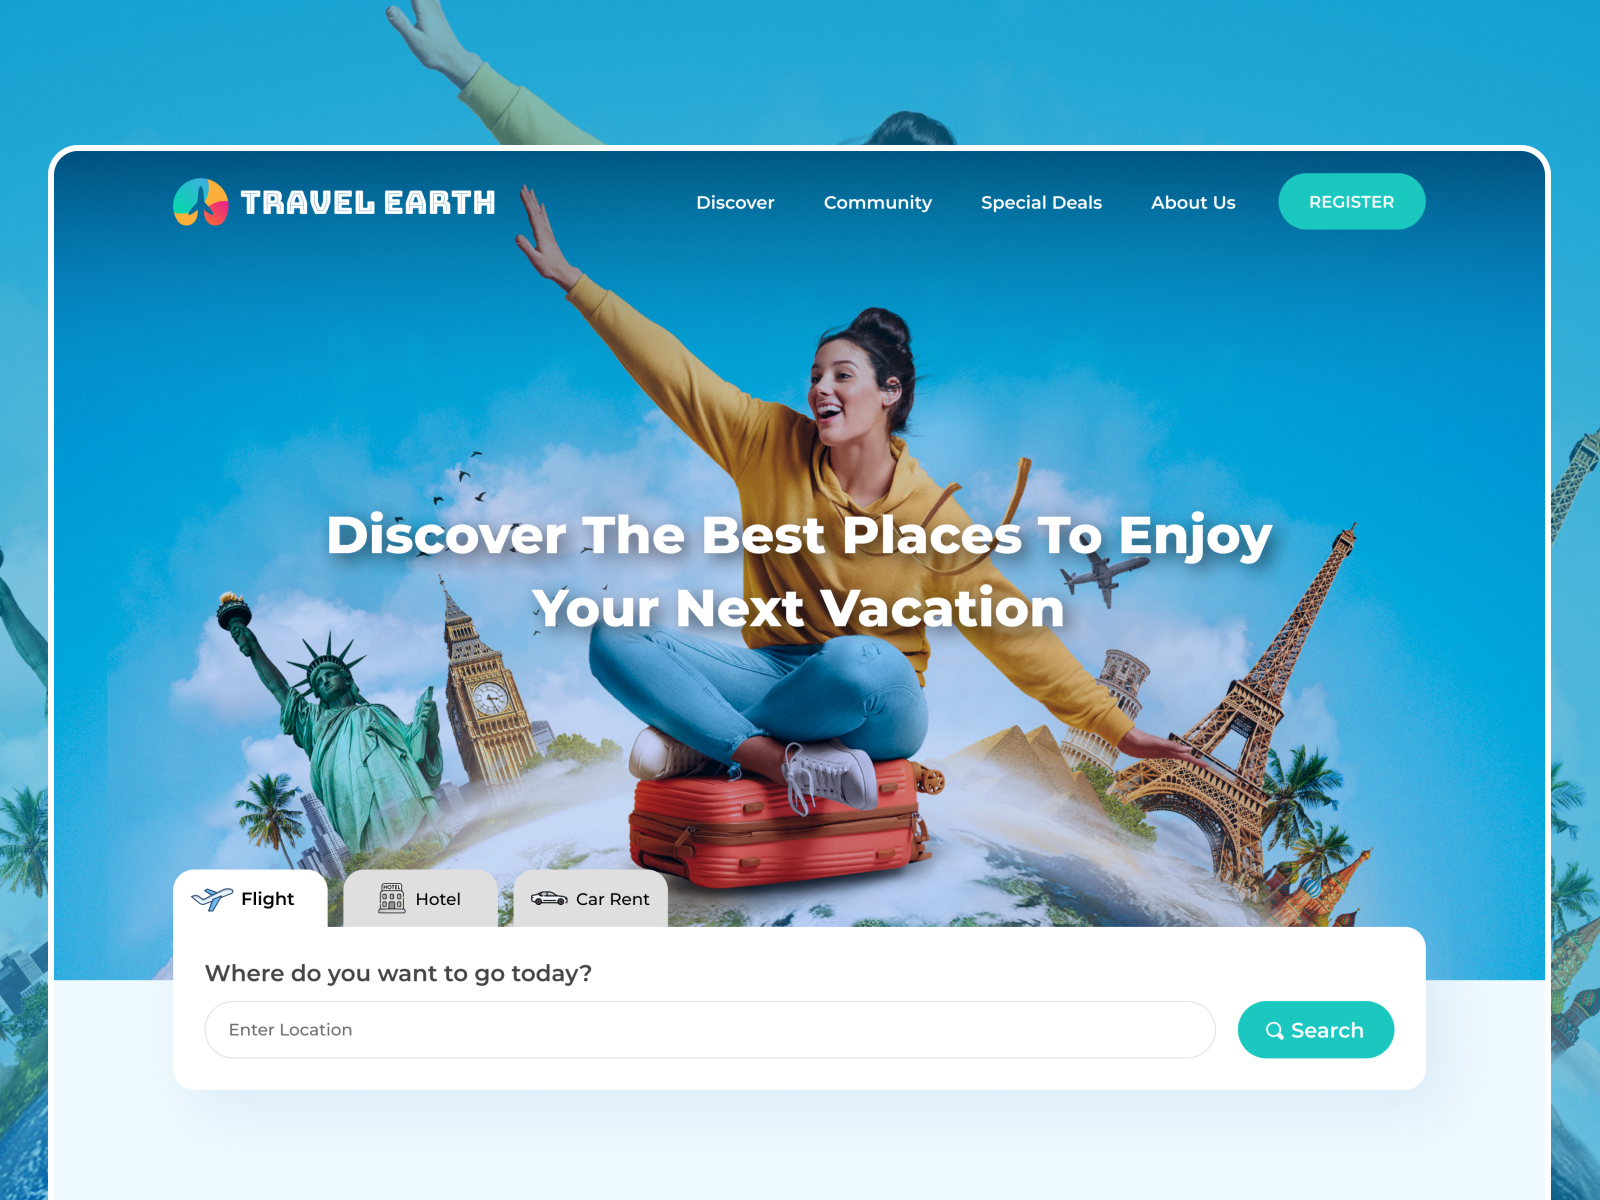 TRAVEL EARTH
Discover
Community
Special Deals
About Us
REGISTER
Discover The Best Places To Enjoy
Your Next Vacation
Flight
HOTEL
Hotel
Car Rent
Where do you want to go today?
Enter Location
Search